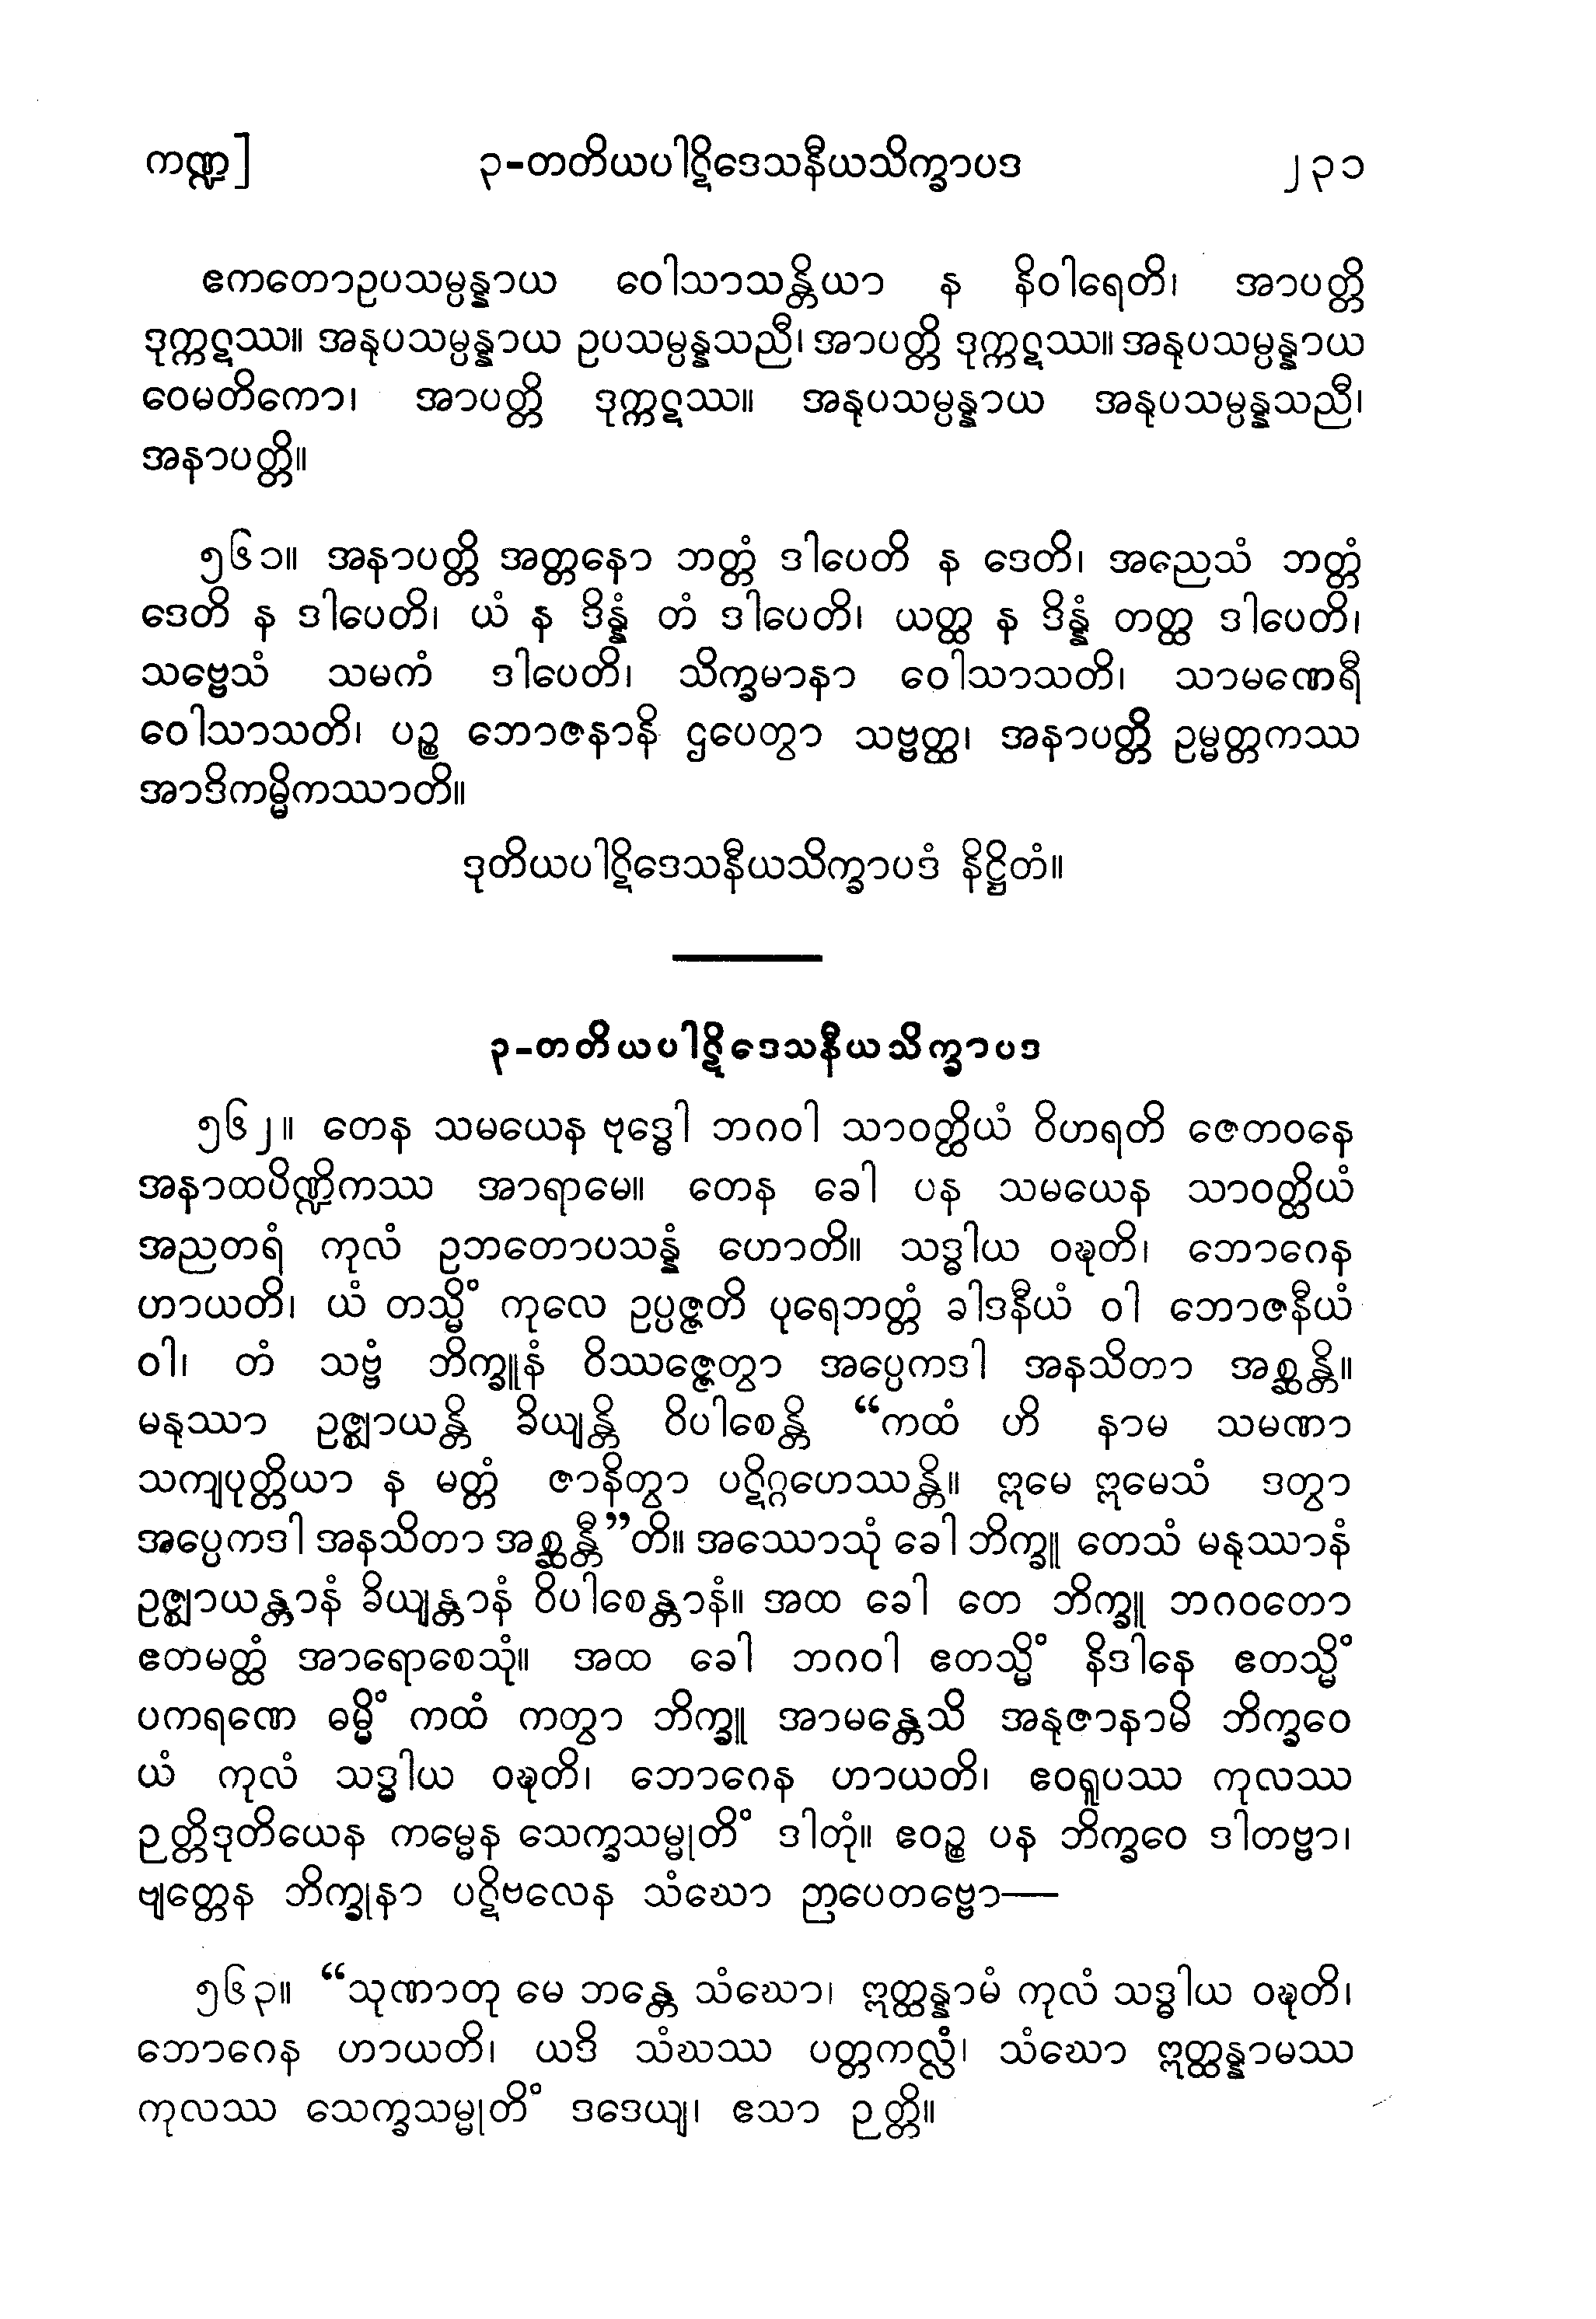 ကဏ္ဍ] ၃-တတိယပါဋိဒေသနီယသိက္ခာပဒ ၂၃၁
ဧကတောဥပသမ္ပန္နာယ ဝေါသာသန္တိယာ န နိဝါရေတိ၊ အာပတ္တိ
ဒုက္ကဋဿ။ အနုပသမ္ပန္နာယ ဥပသမ္ပန္နသညီ၊ အာပတ္တိ ဒုက္ကဋဿ။ အနုပသမ္ပန္နာယ
ဝေမတိကော၊ အာပတ္တိ ဒုက္ကဋဿ။ အနုပသမ္ပန္နာယ အနုပသမ္ပန္နသညီ၊
အနာပတ္တိ။
၅၆၁။ အနာပတ္တိ အတ္တနော ဘတ္တံ ဒါပေတိ န ဒေတိ၊ အညေသံ ဘတ္တံ
ဒေတိ န ဒါပေတိ၊ ယံ န ဒိန္နံ တံ ဒါပေတိ၊ ယတ္ထ န ဒိန္နံ တတ္ထ ဒါပေတိ၊
သဗ္ဗေသံ သမကံ ဒါပေတိ၊ သိက္ခမာနာ ဝေါသာသတိ၊ သာမဏေရီ
ဝေါသာသတိ၊ ပဉ္စ ဘောဇနာနိ ဌပေတွာ သဗ္ဗတ္ထ၊ အနာပတ္တိ ဥမ္မတ္တကဿ
အာဒိကမ္မိကဿာတိ။
ဒုတိယပါဋိဒေသနီယသိက္ခာပဒံ နိဋ္ဌိတံ။
၃-တတိယပါဋိဒေသနီယသိက္ခာပဒ
၅၆၂။ တေန သမယေန ဗုဒ္ဓေါ ဘဂဝါ သာဝတ္ထိယံ ဝိဟရတိ ဇေတဝနေ
အနာထပိဏ္ဍိကဿ အာရာမေ။ တေန ခေါ ပန သမယေန သာဝတ္ထိယံ
အညတရံ ကုလံ ဥဘတောပသန္နံ ဟောတိ။ သဒ္ဓါယ ဝဍ္ဎတိ၊ ဘောဂေန
ဟာယတိ၊ ယံ တသ္မိံ ကုလေ ဥပ္ပဇ္ဇတိ ပုရေဘတ္တံ ခါဒနီယံ ဝါ ဘောဇနီယံ
ဝါ၊ တံ သဗ္ဗံ ဘိက္ခူနံ ဝိဿဇ္ဇေတွာ အပ္ပေကဒါ အနသိတာ အစ္ဆန္တိ။
မနုဿာ ဥဇ္ဈာယန္တိ ခိယျန္တိ ဝိပါစေန္တိ “ကထံ ဟိ နာမ သမဏာ
သကျပုတ္တိယာ န မတ္တံ ဇာနိတွာ ပဋိဂ္ဂဟေဿန္တိ။ ဣမေ ဣမေသံ ဒတွာ
အပ္ပေကဒါ အနသိတာ အစ္ဆန္တီ”တိ။ အဿောသုံ ခေါ ဘိက္ခူ တေသံ မနုဿာနံ
ဥဇ္ဈာယန္တာနံ ခိယျန္တာနံ ဝိပါစေန္တာနံ။ အထ ခေါ တေ ဘိက္ခူ ဘဂဝတော
ဧတမတ္ထံ အာရောစေသုံ။ အထ ခေါ ဘဂဝါ ဧတသ္မိံ နိဒါနေ ဧတသ္မိံ
ပကရဏေ ဓမ္မိံ ကထံ ကတွာ ဘိက္ခူ အာမန္တေသိ အနုဇာနာမိ ဘိက္ခဝေ
ယံ ကုလံ သဒ္ဓါယ ဝဍ္ဎတိ၊ ဘောဂေန ဟာယတိ၊ ဧဝရူပဿ ကုလဿ
ဉတ္တိဒုတိယေန ကမ္မေန သေက္ခသမ္မုတိံ ဒါတုံ။ ဧဝဉ္စ ပန ဘိက္ခဝေ ဒါတဗ္ဗာ၊
ဗျတ္တေန ဘိက္ခုနာ ပဋိဗလေန သံဃော ဉာပေတဗ္ဗော—
၅၆၃။ “သုဏာတု မေ ဘန္တေ သံဃော၊ ဣတ္ထန္နာမံ ကုလံ သဒ္ဓါယ ဝဍ္ဎတိ၊
ဘောဂေန ဟာယတိ၊ ယဒိ သံဃဿ ပတ္တကလ္လံ၊ သံဃော ဣတ္ထန္နာမဿ
ကုလဿ သေက္ခသမ္မုတိံ ဒဒေယျ၊ ဧသာ ဉတ္တိ။